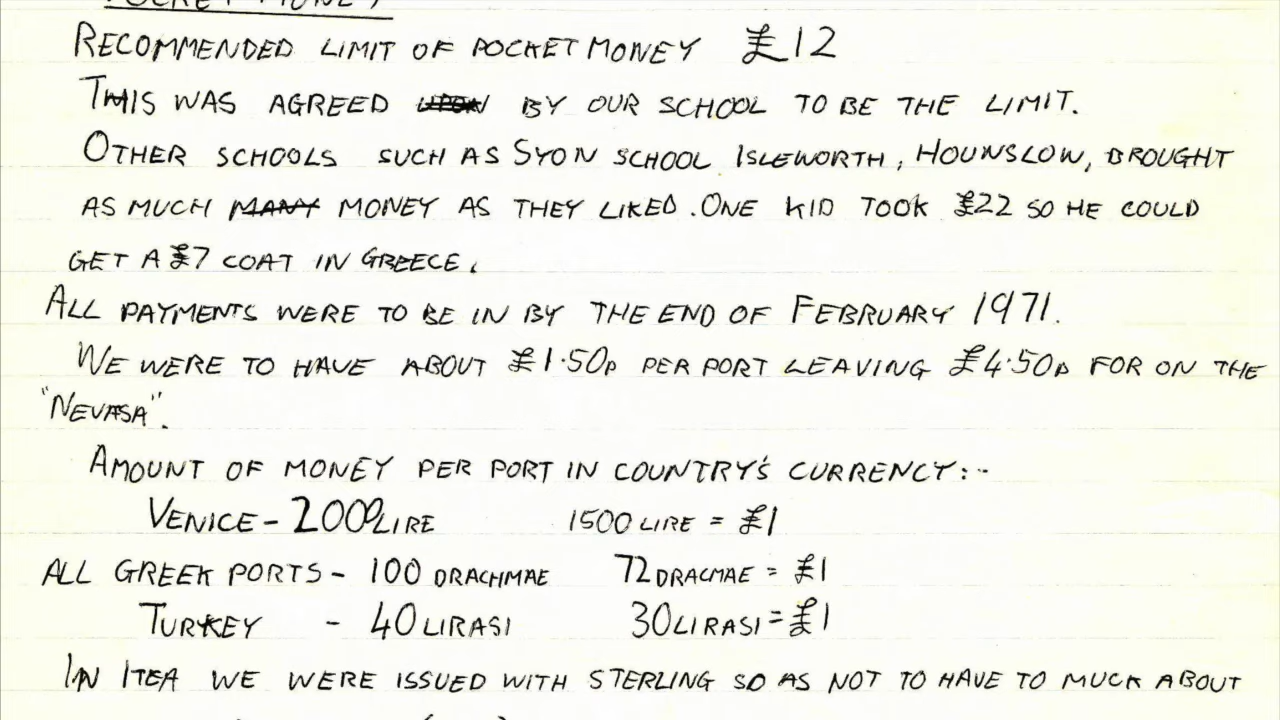 POCKET MONEY
RECOMMENDED LIMIT OF POCKET MONEY £12
THIS WAS AGREED UPON BY OUR SCHOOL TO BE THE LIMIT.
OTHER SCHOOLS SUCH AS SYON SCHOOL ISLEWORTH, HOUNSLOW, BROUGHT
AS MUCH MANY MONEY AS THEY LIKED. ONE KID TOOK £22 SO HE COULD
GET A £7 COAT IN GREECE.
ALL PAYMENTS WERE TO BE IN BY THE END OF FEBRUARY 1971.
WE WERE TO HAVE ABOUT £1·50p PER PORT LEAVING £4·50p FOR ON THE
"NEVASA".
AMOUNT OF MONEY PER PORT IN COUNTRY'S CURRENCY:-
VENICE - 2000 LIRE 1500 LIRE = £1
ALL GREEK PORTS - 100 DRACHMAE 72 DRACMAE = £1
TURKEY - 40 LIRASI 30 LIRASI = £1
IN ITEA WE WERE ISSUED WITH STERLING SO AS NOT TO HAVE TO MUCH ABOUT